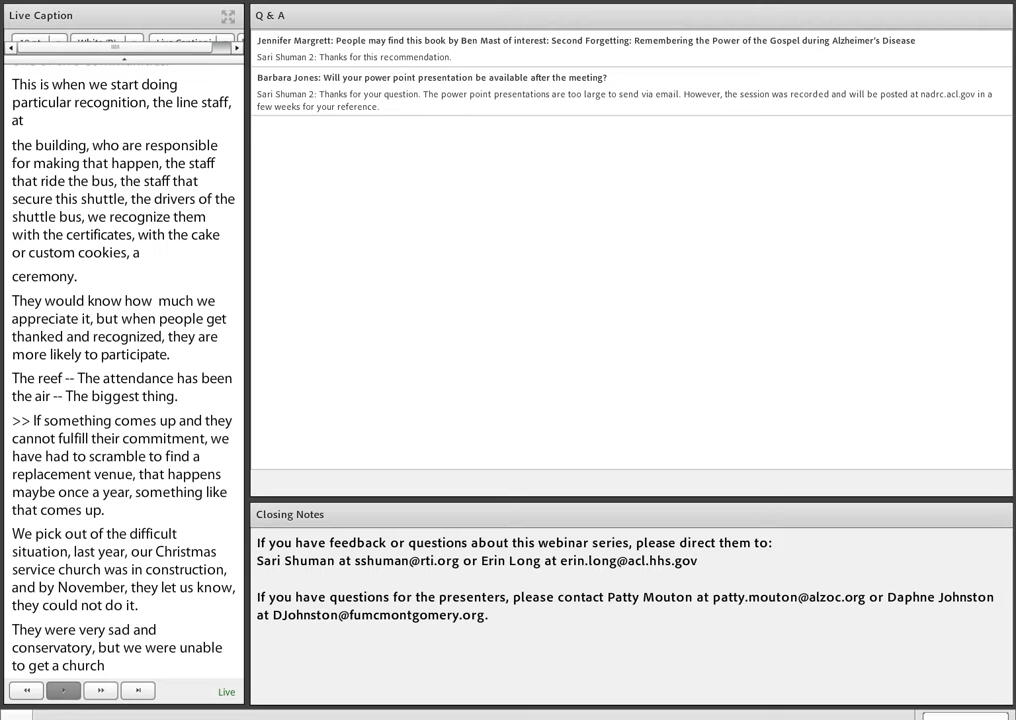 Live Caption
This is when we start doing
particular recognition, the line staff,
at
the building, who are responsible
for making that happen, the staff
that ride the bus, the staff that
secure this shuttle, the drivers of the
shuttle bus, we recognize them
with the certificates, with the cake
or custom cookies, a
ceremony.
They would know how  much we
appreciate it, but when people get
thanked and recognized, they are
more likely to participate.
The reef -- The attendance has been
the air -- The biggest thing.
>> If something comes up and they
cannot fulfill their commitment, we
have had to scramble to find a
replacement venue, that happens
maybe once a year, something like
that comes up.
We pick out of the difficult
situation, last year, our Christmas
service church was in construction,
and by November, they let us know,
they could not do it.
They were very sad and
conservatory, but we were unable
to get a church
Live
Q & A
Jennifer Margrett: People may find this book by Ben Mast of interest: Second Forgetting: Remembering the Power of the Gospel during Alzheimer's Disease
Sari Shuman 2: Thanks for this recommendation.
Barbara Jones: Will your power point presentation be available after the meeting?
Sari Shuman 2: Thanks for your question. The power point presentations are too large to send via email. However, the session was recorded and will be posted at nadrc.acl.gov in a
few weeks for your reference.
Closing Notes
If you have feedback or questions about this webinar series, please direct them to:
Sari Shuman at sshuman@rti.org or Erin Long at erin.long@acl.hhs.gov
If you have questions for the presenters, please contact Patty Mouton at patty.mouton@alzoc.org or Daphne Johnston
at DJohnston@fumcmontgomery.org.